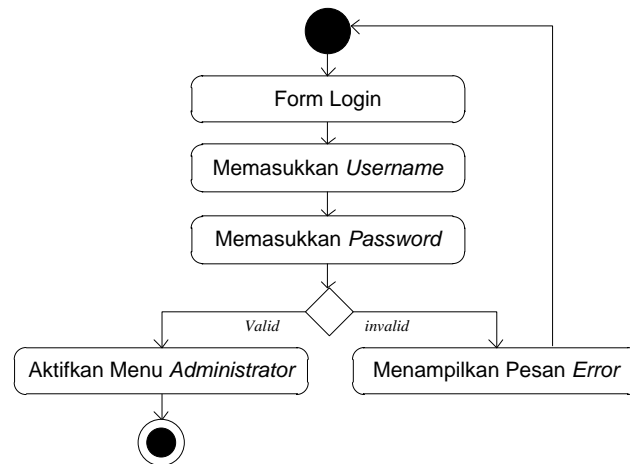 Form Login
Memasukkan Username
Memasukkan Password
Valid
invalid
Aktifkan Menu Administrator
Menampilkan Pesan Error